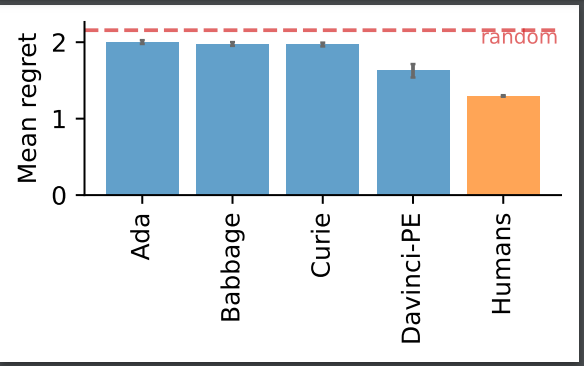 Mean regret
2
1
0
random
Ada
Babbage
Curie
Davinci-PE
Humans